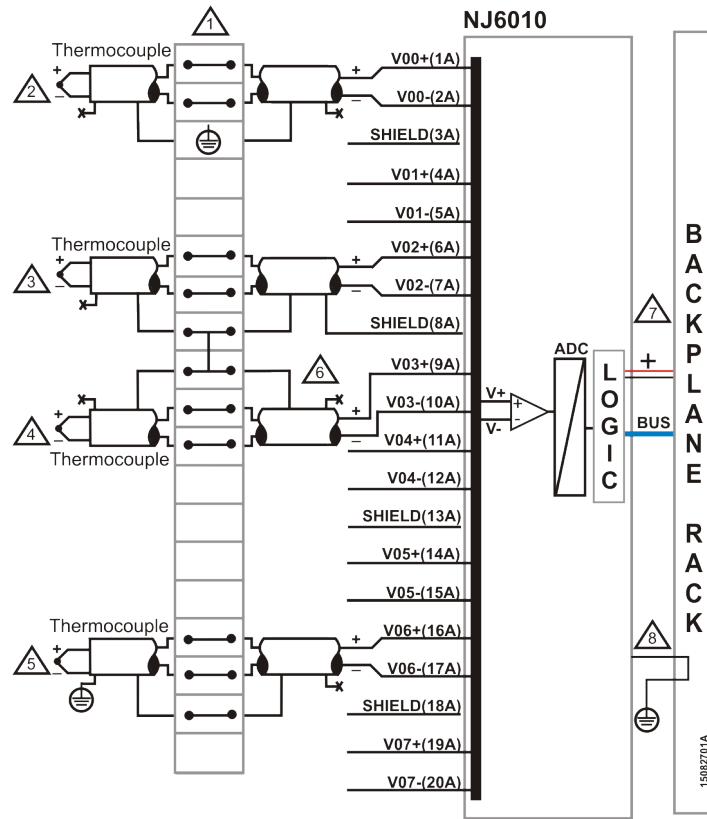 NJ6010
1
Thermocouple
+
−
2
+
−
V00+(1A)
V00-(2A)
SHIELD(3A)
V01+(4A)
V01-(5A)
Thermocouple
+
−
3
+
−
V02+(6A)
V02-(7A)
SHIELD(8A)
6
V03+(9A)
V03-(10A)
+
−
4
+
−
Thermocouple
V04+(11A)
V04-(12A)
SHIELD(13A)
V05+(14A)
V05-(15A)
Thermocouple
+
−
5
+
−
V06+(16A)
V06-(17A)
SHIELD(18A)
V07+(19A)
V07-(20A)
V+
V-
+
-
ADC
LOGIC
7
+
BUS
8
BACKPLANE RACK
15082701A